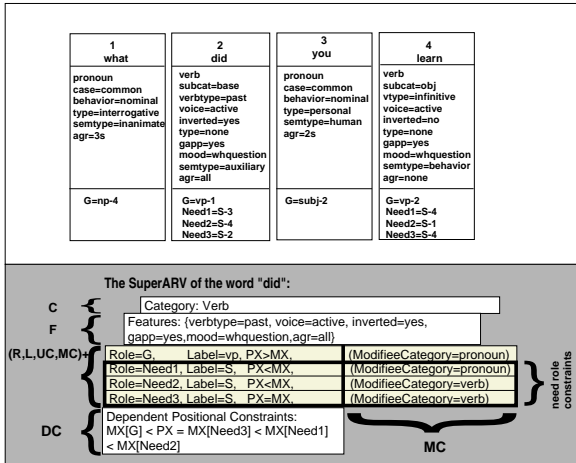 1
what
pronoun
case=common
behavior=nominal
type=interrogative
semtype=inanimate
agr=3s
G=np-4
2
did
verb
subcat=base
verbtype=past
voice=active
inverted=yes
type=none
gapp=yes
mood=whquestion
semtype=auxiliary
agr=all
G=vp-1
Need1=S-3
Need2=S-4
Need3=S-2
3
you
pronoun
case=common
behavior=nominal
type=personal
semtype=human
agr=2s
G=subj-2
4
learn
verb
subcat=obj
vtype=infinitive
voice=active
inverted=no
type=none
gapp=yes
mood=whquestion
semtype=behavior
agr=none
G=vp-2
Need1=S-4
Need2=S-1
Need3=S-4
The SuperARV of the word "did":
C
Category: Verb
F
Features: {verbtype=past, voice=active, inverted=yes,
gapp=yes,mood=whquestion,agr=all}
(R,L,UC,MC)+
Role=G, Label=vp, PX>MX, (ModifieeCategory=pronoun)
Role=Need1, Label=S, PX<MX, (ModifieeCategory=pronoun)
Role=Need2, Label=S, PX<MX, (ModifieeCategory=verb)
Role=Need3, Label=S, PX=MX, (ModifieeCategory=verb)
need role
constraints
DC
Dependent Positional Constraints:
MX[G] < PX = MX[Need3] < MX[Need1]
< MX[Need2]
MC